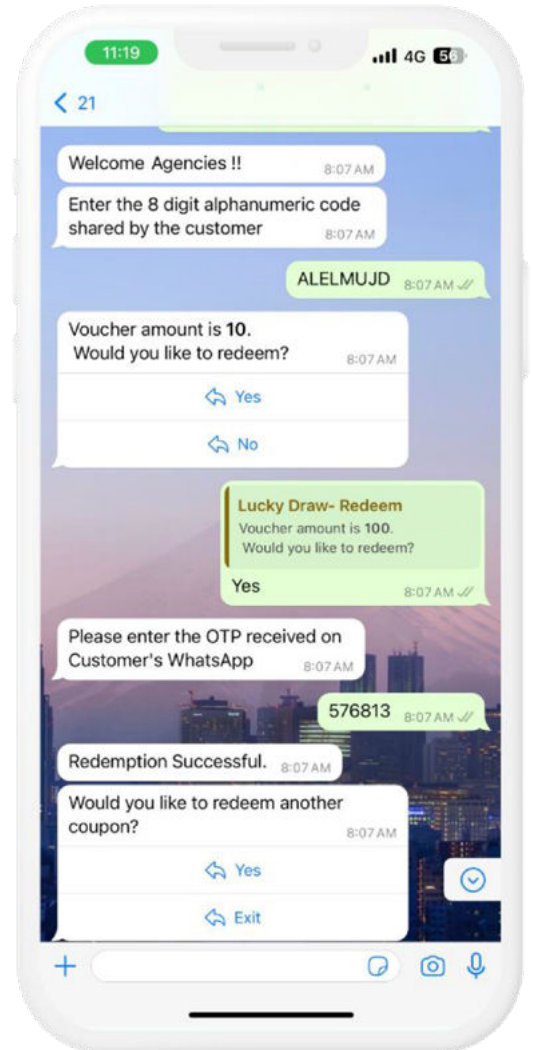 11:19
4G 56
21
Welcome Agencies !!
8:07 AM
Enter the 8 digit alphanumeric code
shared by the customer
8:07 AM
ALELMUJD
8:07 AM
Voucher amount is 10.
Would you like to redeem?
8:07 AM
Yes
No
Lucky Draw- Redeem
Voucher amount is 100.
Would you like to redeem?
Yes
8:07 AM
Please enter the OTP received on
Customer's WhatsApp
8:07 AM
576813
8:07 AM
Redemption Successful.
8:07 AM
Would you like to redeem another
coupon?
8:07 AM
Yes
Exit